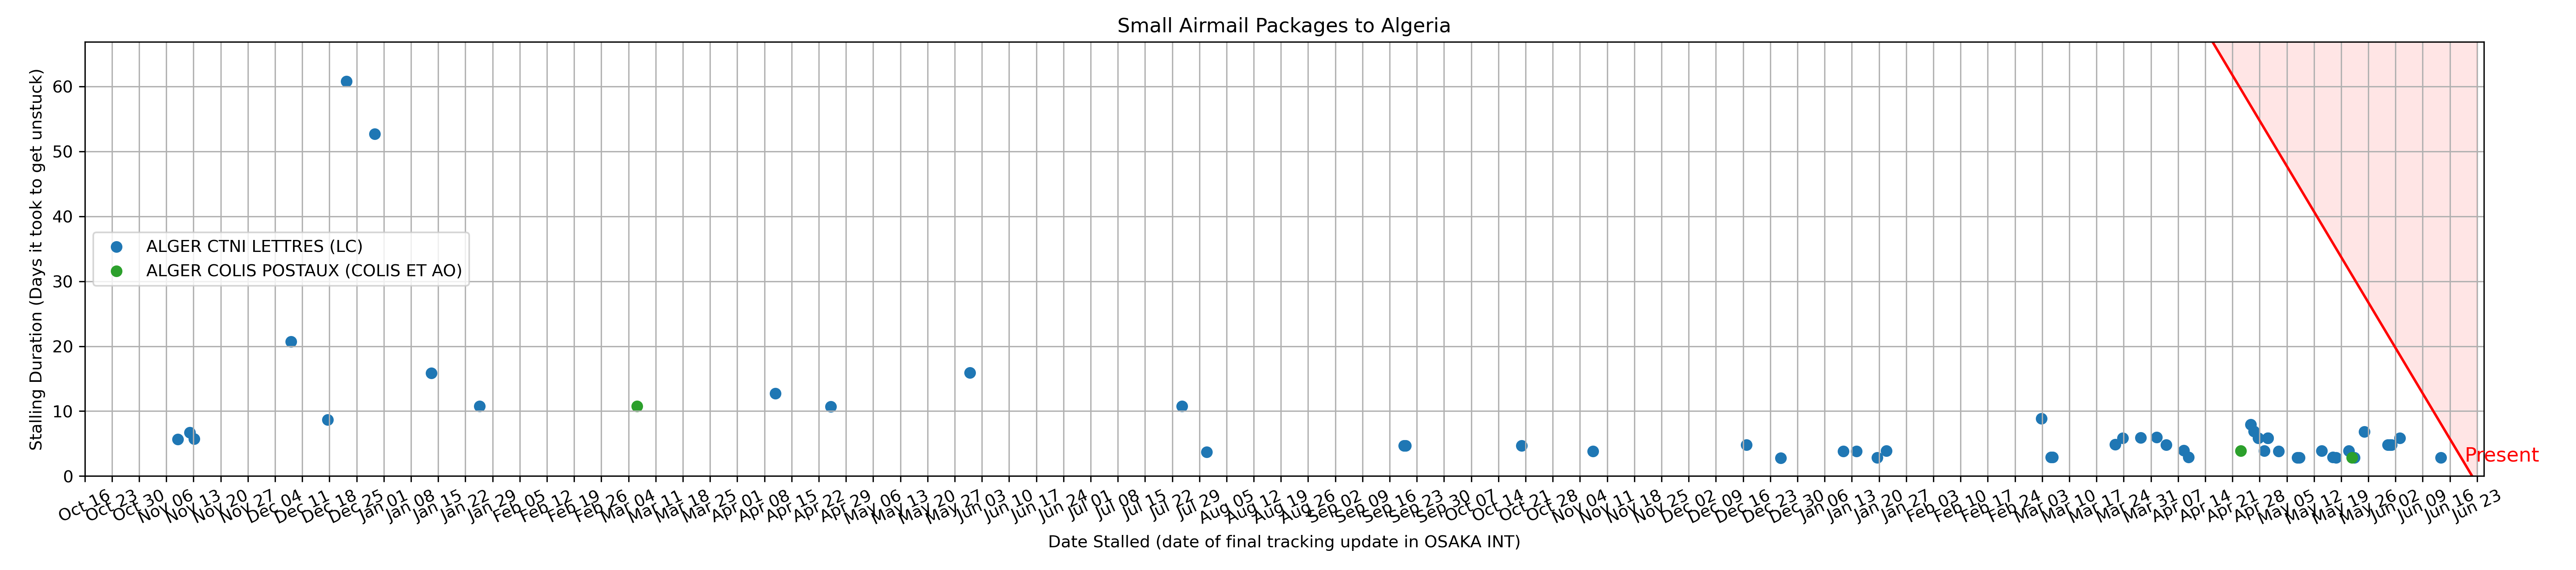 Small Airmail Packages to Algeria
Stalling Duration (Days it took to get unstuck)
60
50
40
30
20
10
0
ALGER CTNI LETTRES (LC)
ALGER COLIS POSTAUX (COLIS ET AO)
Present
Oct 16
Oct 23
Oct 30
Nov 06
Nov 13
Nov 20
Nov 27
Dec 04
Dec 11
Dec 18
Dec 25
Jan 01
Jan 08
Jan 15
Jan 22
Jan 29
Feb 05
Feb 12
Feb 19
Feb 26
Mar 04
Mar 11
Mar 18
Mar 25
Apr 01
Apr 08
Apr 15
Apr 22
Apr 29
May 06
May 13
May 20
May 27
Jun 03
Jun 10
Jun 17
Jun 24
Jul 01
Jul 08
Jul 15
Jul 22
Jul 29
Aug 05
Aug 12
Aug 19
Aug 26
Sep 02
Sep 09
Sep 16
Sep 23
Sep 30
Oct 07
Oct 14
Oct 21
Oct 28
Nov 04
Nov 11
Nov 18
Nov 25
Dec 02
Dec 09
Dec 16
Dec 23
Dec 30
Jan 06
Jan 13
Jan 20
Jan 27
Feb 03
Feb 10
Feb 17
Feb 24
Mar 03
Mar 10
Mar 17
Mar 24
Mar 31
Apr 07
Apr 14
Apr 21
Apr 28
May 05
May 12
May 19
May 26
Jun 02
Jun 09
Jun 16
Jun 23
Date Stalled (date of final tracking update in OSAKA INT)